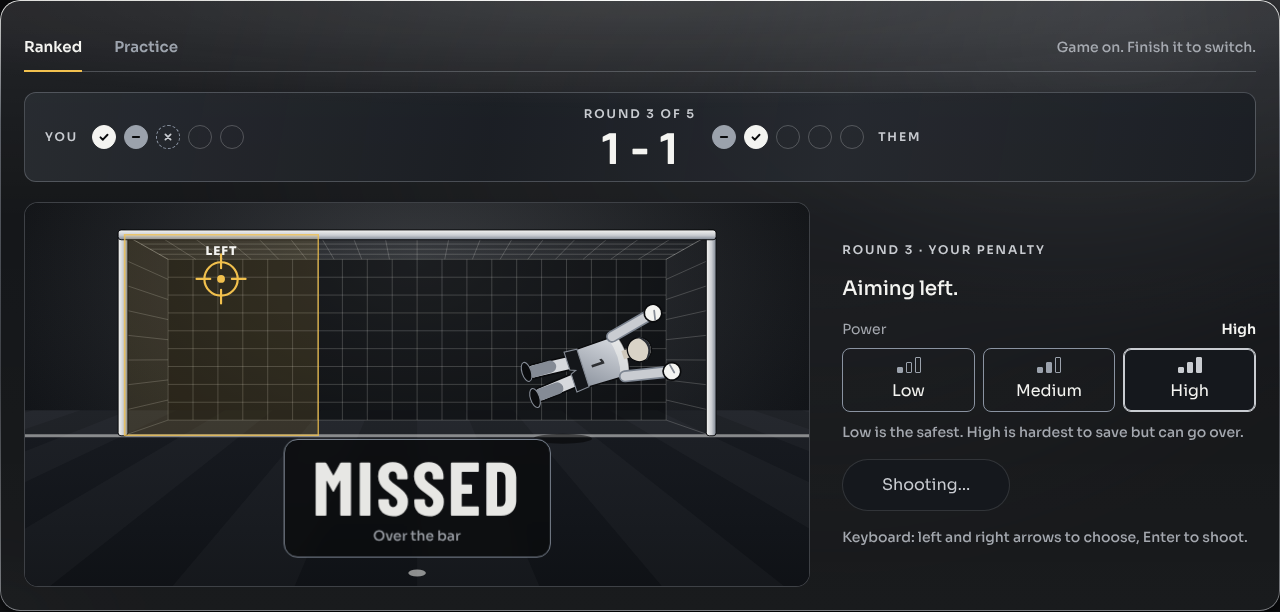 Ranked
Practice
Game on. Finish it to switch.
YOU
ROUND 3 OF 5
1 - 1
THEM
LEFT
1
MISSED
Over the bar
ROUND 3 · YOUR PENALTY
Aiming left.
Power
High
Low
Medium
High
Low is the safest. High is hardest to save but can go over.
Shooting...
Keyboard: left and right arrows to choose, Enter to shoot.